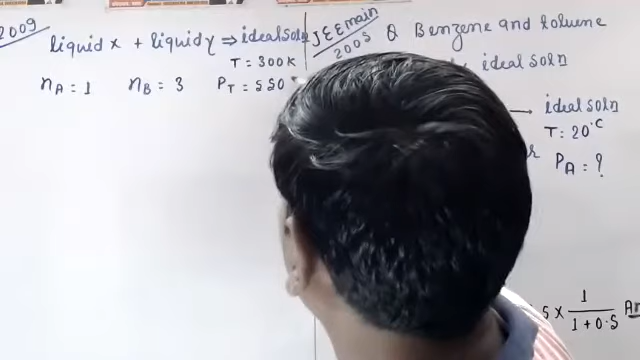 2009
liquid x + liquid y ⇒ ideal soln
T = 300K
nA = 1 nB = 3 PT = 550
JEE main
2005
Q Benzene and toluene
ideal soln
ideal soln
T: 20°C
PA = ?
5 x 1/(1+0.5)